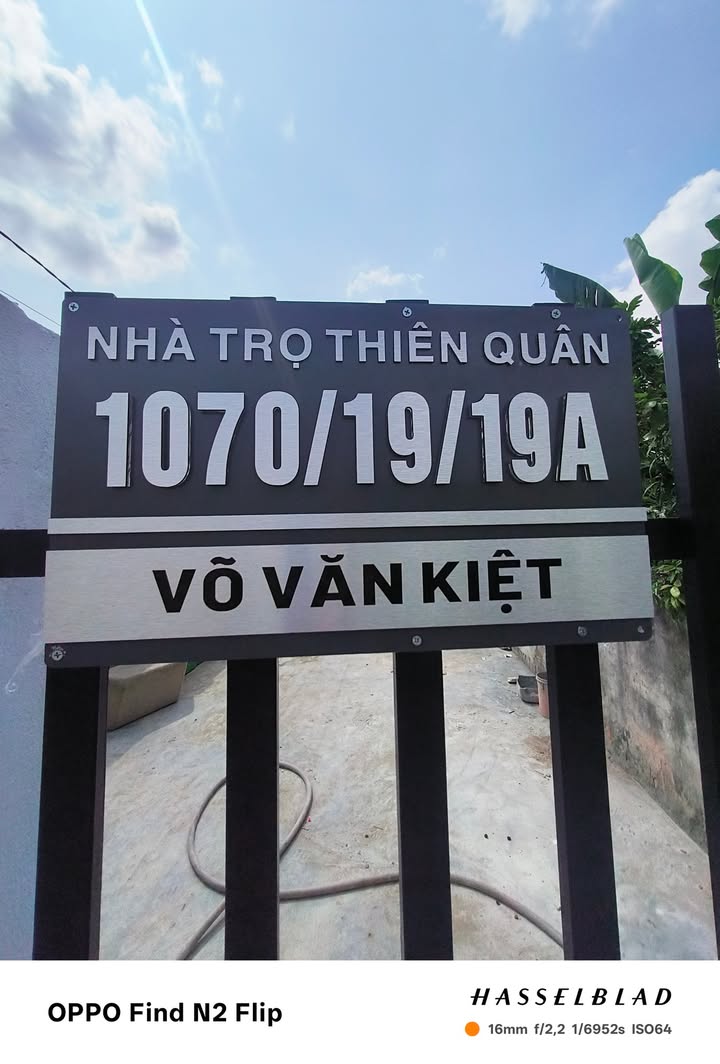 NHÀ TRỌ THIÊN QUÂN
1070/19/19A
VÕ VĂN KIỆT
OPPO Find N2 Flip
HASSELBLAD
16mm f/2,2 1/6952s ISO64